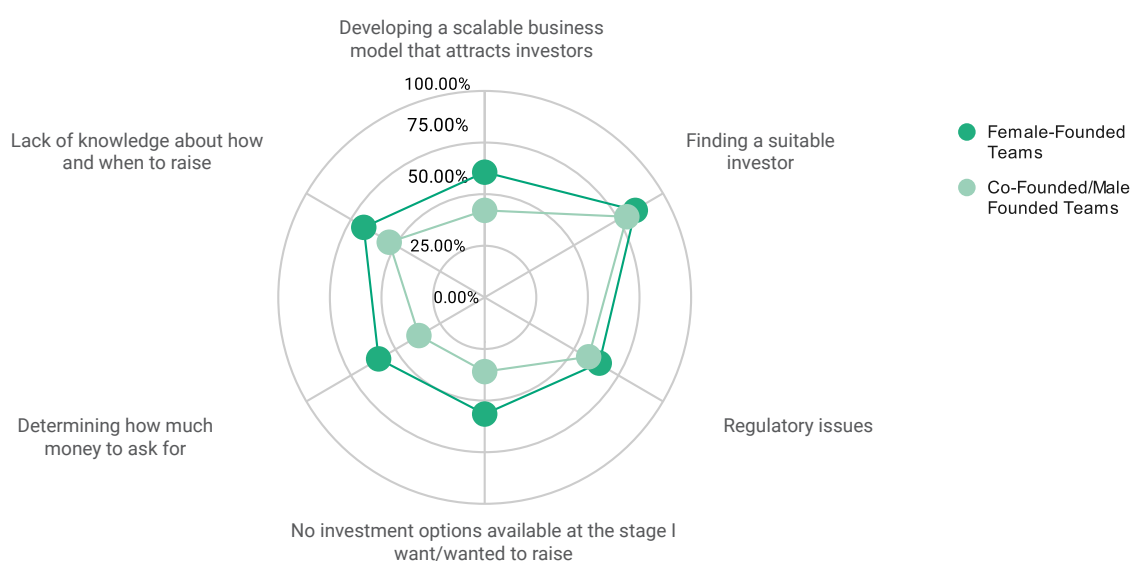 Developing a scalable business
model that attracts investors
100.00%
75.00%
50.00%
25.00%
0.00%
Lack of knowledge about how
and when to raise
Finding a suitable
investor
Female-Founded
Teams
Co-Founded/Male
Founded Teams
Determining how much
money to ask for
Regulatory issues
No investment options available at the stage I
want/wanted to raise